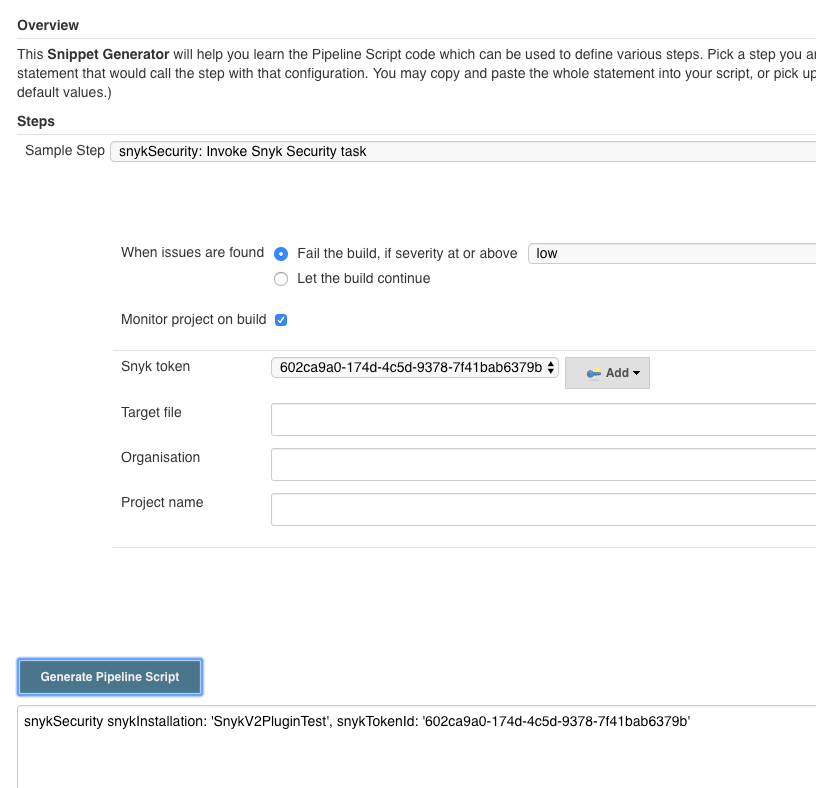 Overview
This Snippet Generator will help you learn the Pipeline Script code which can be used to define various steps. Pick a step you
statement that would call the step with that configuration. You may copy and paste the whole statement into your script, or pick up
default values.)
Steps
Sample Step snykSecurity: Invoke Snyk Security task
When issues are found Fail the build, if severity at or above low
Let the build continue
Monitor project on build
Snyk token 602ca9a0-174d-4c5d-9378-7f41bab6379b Add
Target file
Organisation
Project name
Generate Pipeline Script
snykSecurity snykInstallation: 'SnykV2PluginTest', snykTokenId: '602ca9a0-174d-4c5d-9378-7f41bab6379b'